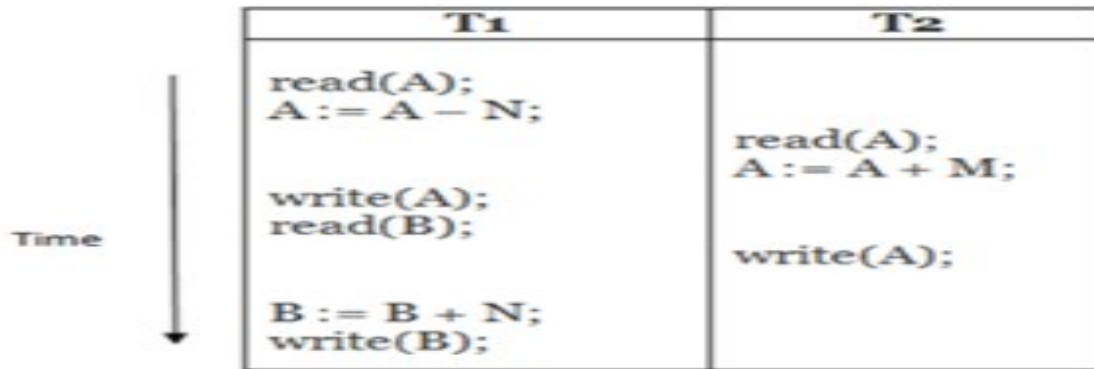 T1 T2
read(A);
A := A – N;
read(A);
A := A + M;
write(A);
read(B);
Time
write(A);
B := B + N;
write(B);